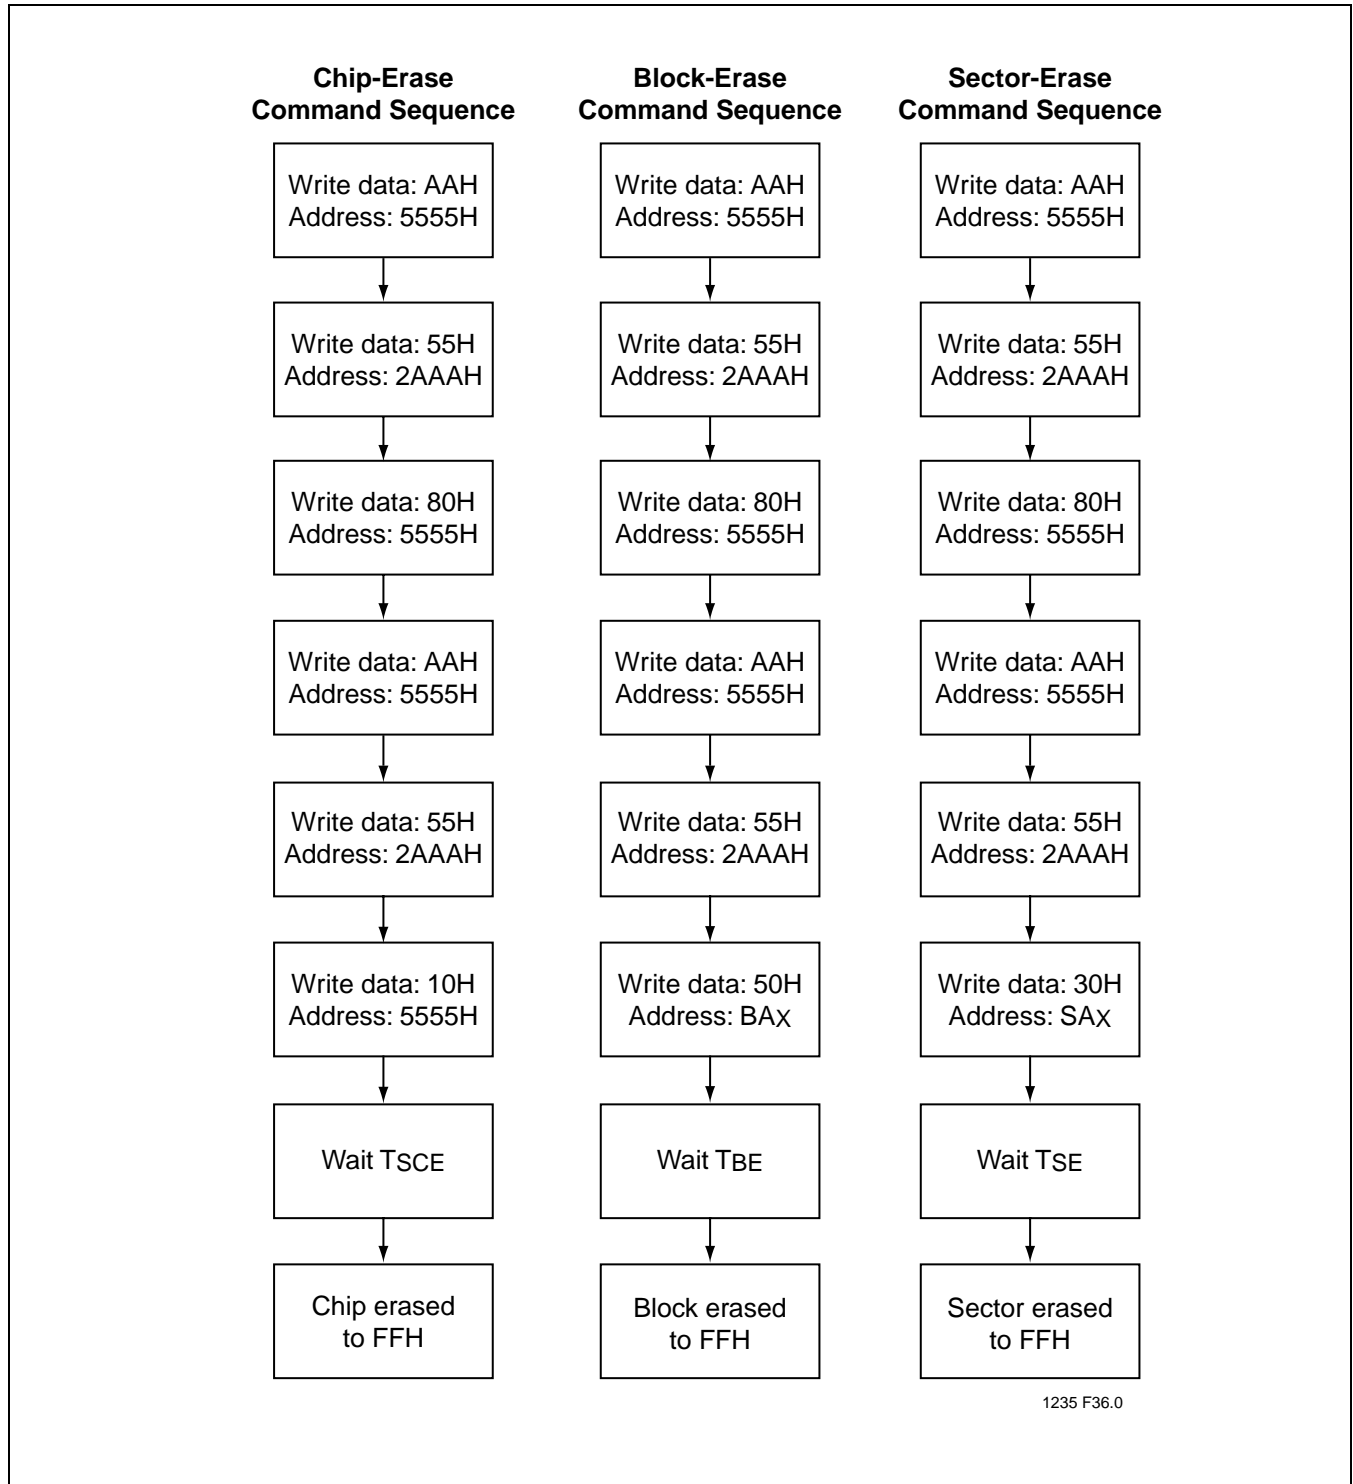 Chip-Erase
Command Sequence
Write data: AAH
Address: 5555H
Write data: 55H
Address: 2AAAH
Write data: 80H
Address: 5555H
Write data: AAH
Address: 5555H
Write data: 55H
Address: 2AAAH
Write data: 10H
Address: 5555H
Wait TSCE
Chip erased
to FFH
Block-Erase
Command Sequence
Write data: AAH
Address: 5555H
Write data: 55H
Address: 2AAAH
Write data: 80H
Address: 5555H
Write data: AAH
Address: 5555H
Write data: 55H
Address: 2AAAH
Write data: 50H
Address: BAX
Wait TBE
Block erased
to FFH
Sector-Erase
Command Sequence
Write data: AAH
Address: 5555H
Write data: 55H
Address: 2AAAH
Write data: 80H
Address: 5555H
Write data: AAH
Address: 5555H
Write data: 55H
Address: 2AAAH
Write data: 30H
Address: SAX
Wait TSE
Sector erased
to FFH
1235 F36.0